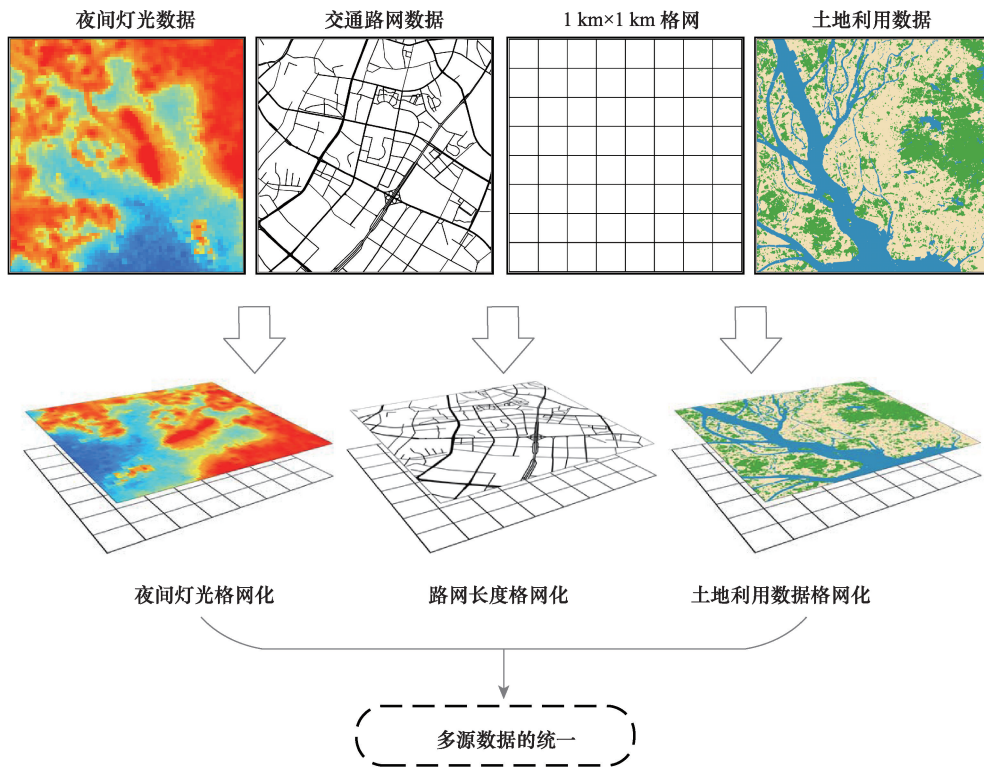 夜间灯光数据
交通路网数据
1 km×1 km 格网
土地利用数据
夜间灯光格网化
路网长度格网化
土地利用数据格网化
多源数据的统一